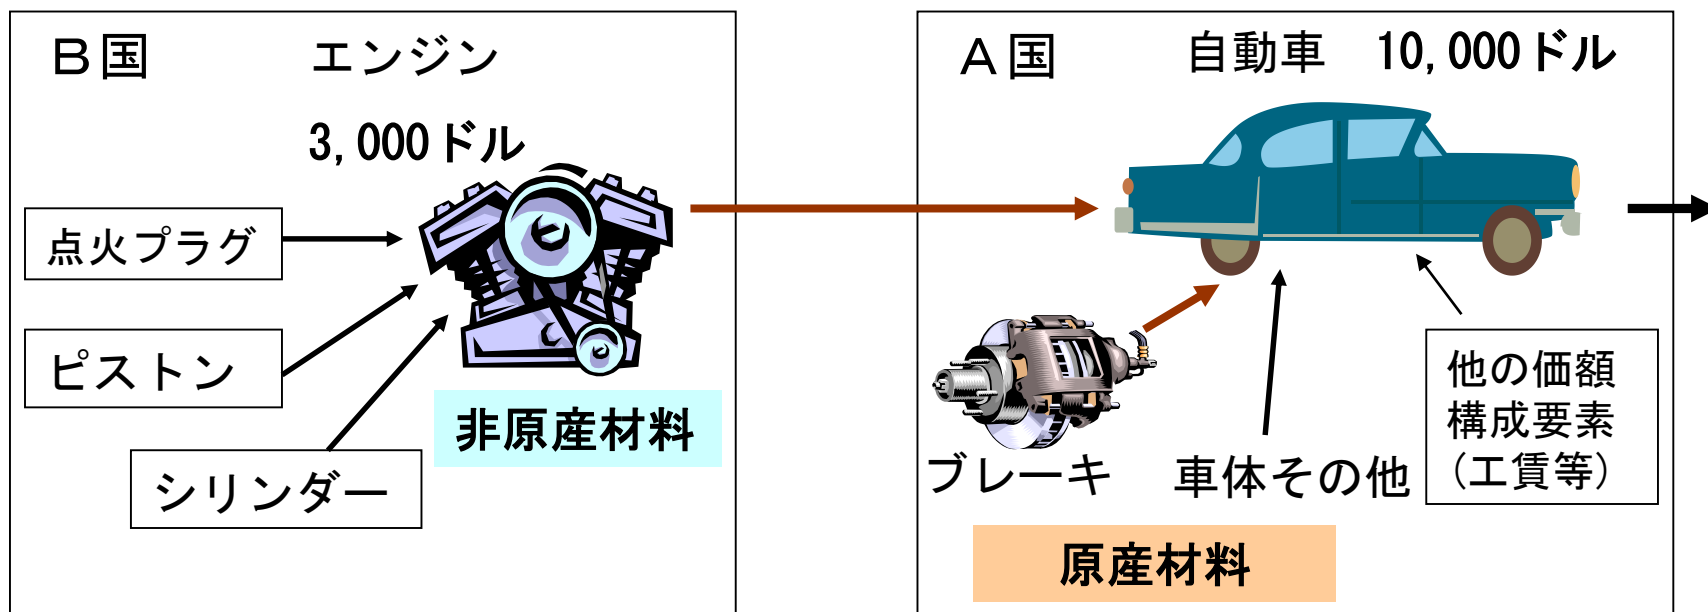 B国
エンジン
3,000ドル
点火プラグ
ピストン
シリンダー
非原産材料
A国
自動車 10,000ドル
ブレーキ
車体その他
他の価額
構成要素
(工賃等)
原産材料